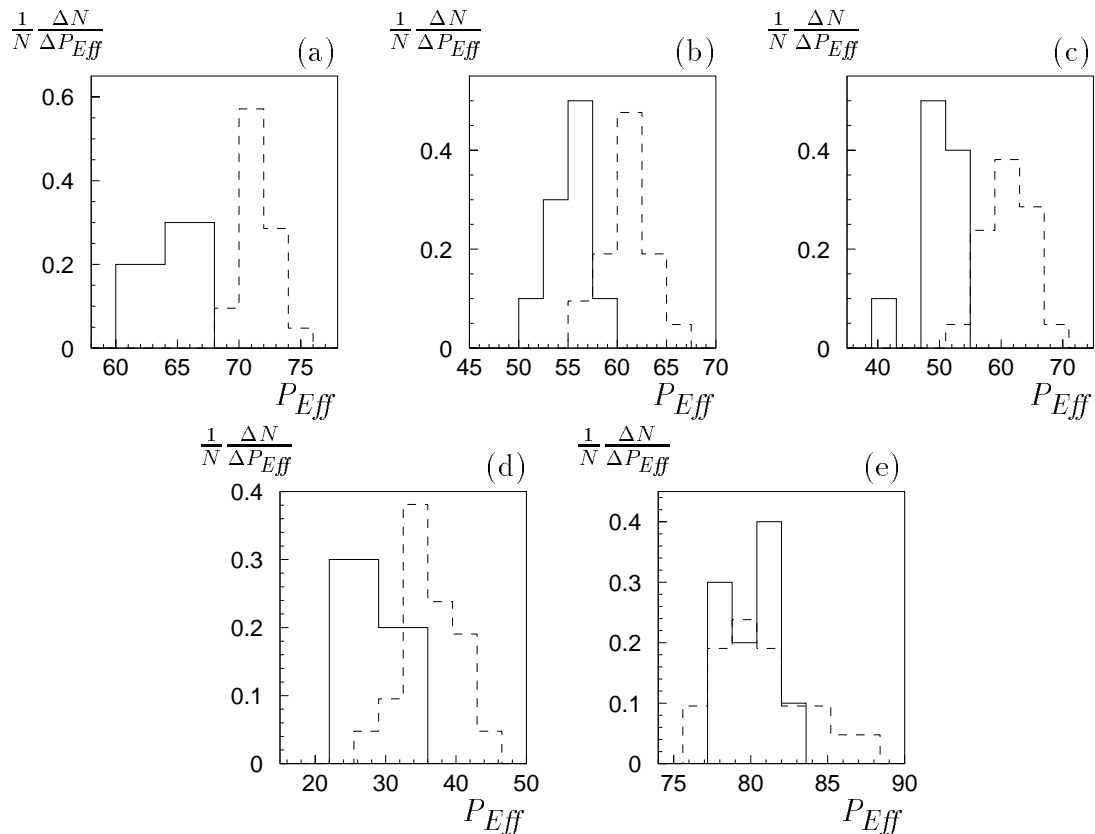 1/N ΔN/ΔP_Eff (a)
0.6
0.4
0.2
0
60 65 70 75
P_Eff
1/N ΔN/ΔP_Eff (b)
0.4
0.2
0
45 50 55 60 65 70
P_Eff
1/N ΔN/ΔP_Eff (c)
0.4
0.2
0
40 50 60 70
P_Eff
1/N ΔN/ΔP_Eff (d)
0.4
0.3
0.2
0.1
0
20 30 40 50
P_Eff
1/N ΔN/ΔP_Eff (e)
0.4
0.3
0.2
0.1
0
75 80 85 90
P_Eff